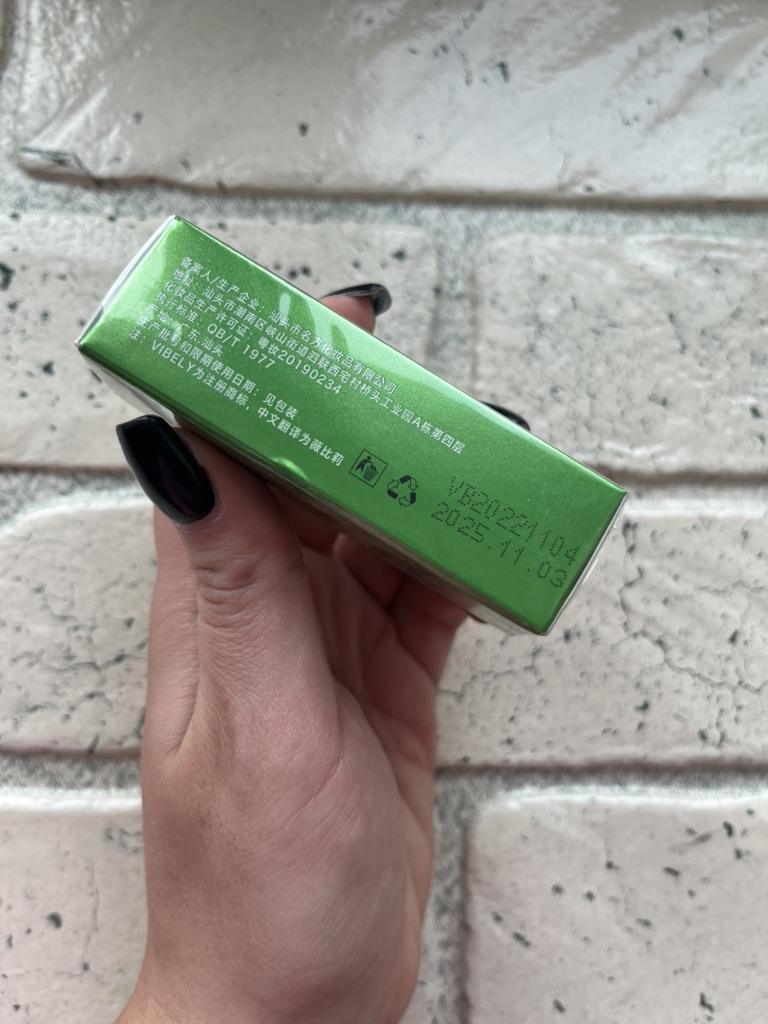 备案人/生产企业：汕头市名方化妆品有限公司
地址：汕头市潮南区峡山街道泗联西宅村桥头工业园A栋第四层
化妆品生产许可证：粤妆20190234
执行标准：QB/T 1977
产地：广东·汕头
生产批号和限期使用日期：见包装
注：VIBELY为注册商标，中文翻译为薇比莉
VB20221104
2025.11.03